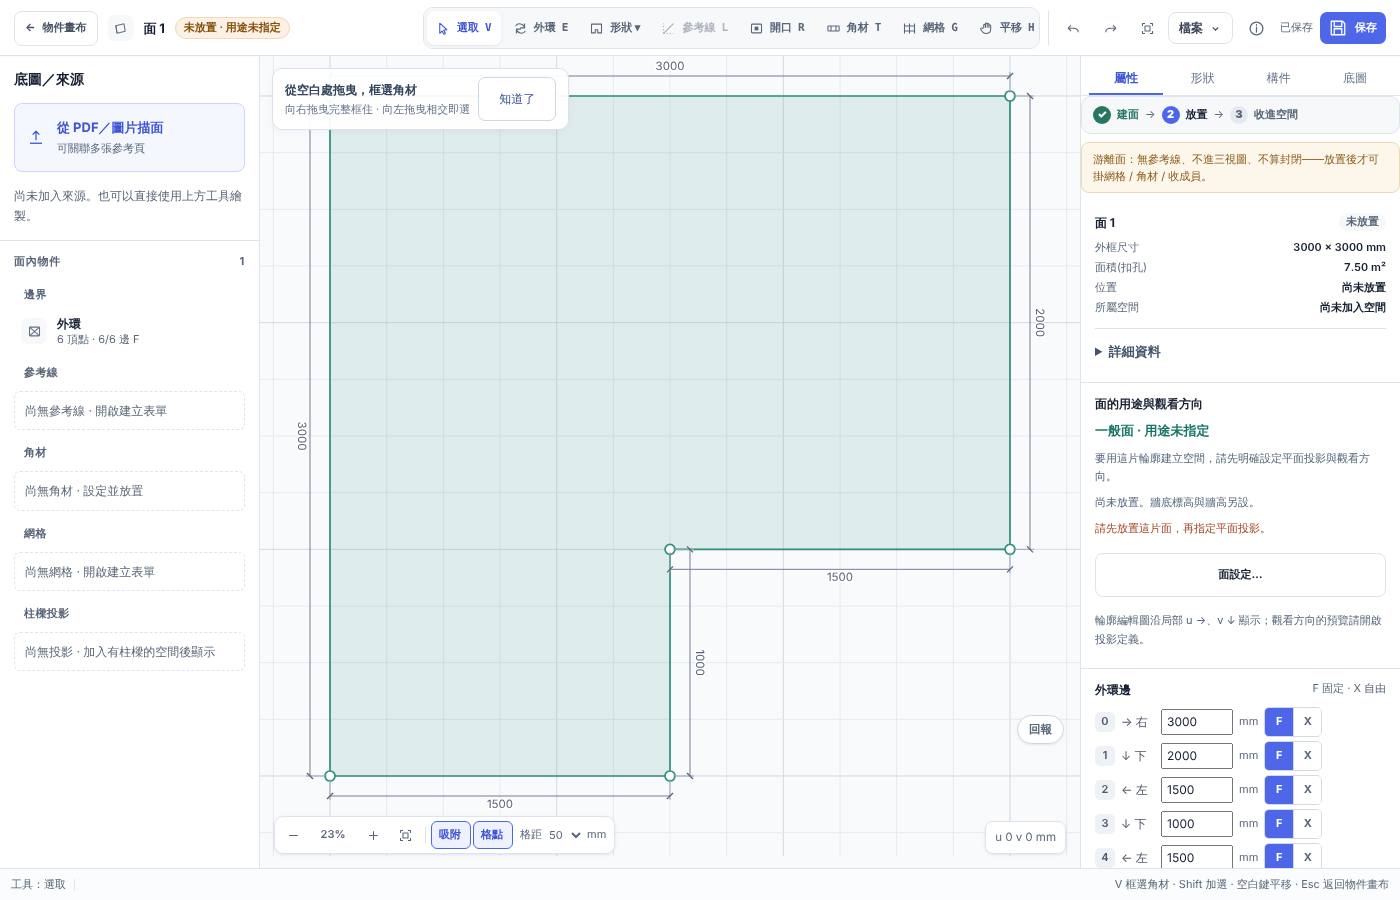 ← 物件畫布
面 1
未放置 · 用途未指定
選取 V
外環 E
形狀▾
參考線 L
開口 R
角材 T
網格 G
平移 H
檔案
已保存
保存
底圖／來源
從 PDF／圖片描面
可關聯多張參考頁
尚未加入來源。也可以直接使用上方工具繪
製。
面內物件
1
邊界
外環
6 頂點 · 6/6 邊 F
參考線
尚無參考線 · 開啟建立表單
角材
尚無角材 · 設定並放置
網格
尚無網格 · 開啟建立表單
柱樑投影
尚無投影 · 加入有柱樑的空間後顯示
從空白處拖曳，框選角材
向右拖曳完整框住 · 向左拖曳相交即選
知道了
3000
2000
3000
1500
1000
1500
回報
− 23% +
吸附
格點
格距 50 mm
u 0 v 0 mm
屬性
形狀
構件
底圖
建面 → 2 放置 → 3 收進空間
游離面：無參考線、不進三視圖、不算封閉——放置後才可
掛網格 / 角材 / 收成員。
面 1
未放置
外框尺寸
3000 × 3000 mm
面積(扣孔)
7.50 m²
位置
尚未放置
所屬空間
尚未加入空間
▶ 詳細資料
面的用途與觀看方向
一般面 · 用途未指定
要用這片輪廓建立空間，請先明確設定平面投影與觀看方
向。
尚未放置。牆底標高與牆高另設。
請先放置這片面，再指定平面投影。
面設定...
輪廓編輯圖沿局部 u →、v ↓ 顯示；觀看方向的預覽請開啟
投影定義。
外環邊
F 固定 · X 自由
0 → 右 3000 mm F X
1 ↓ 下 2000 mm F X
2 ← 左 1500 mm F X
3 ↓ 下 1000 mm F X
4 ← 左 1500 mm F X
工具：選取
V 框選角材 · Shift 加選 · 空白鍵平移 · Esc 返回物件畫布